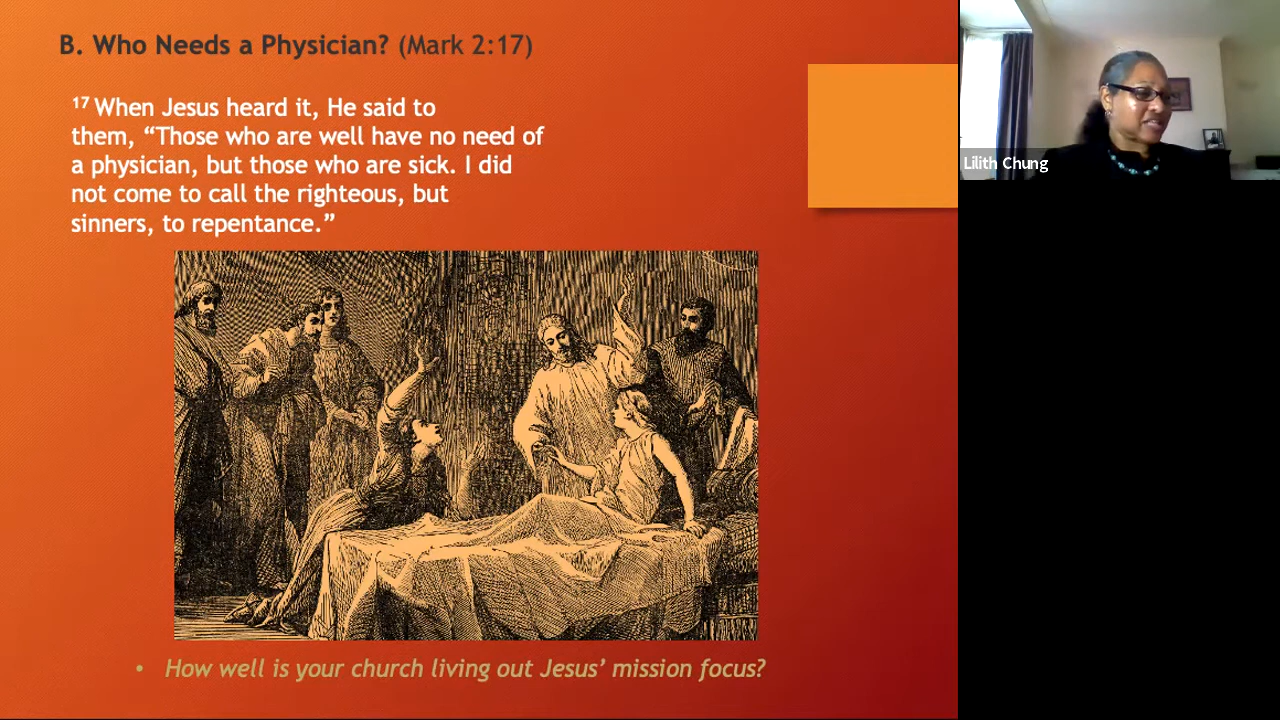 B. Who Needs a Physician? (Mark 2:17)
17 When Jesus heard it, He said to
them, “Those who are well have no need of
a physician, but those who are sick. I did
not come to call the righteous, but
sinners, to repentance.”
• How well is your church living out Jesus’ mission focus?
Lilith Chung